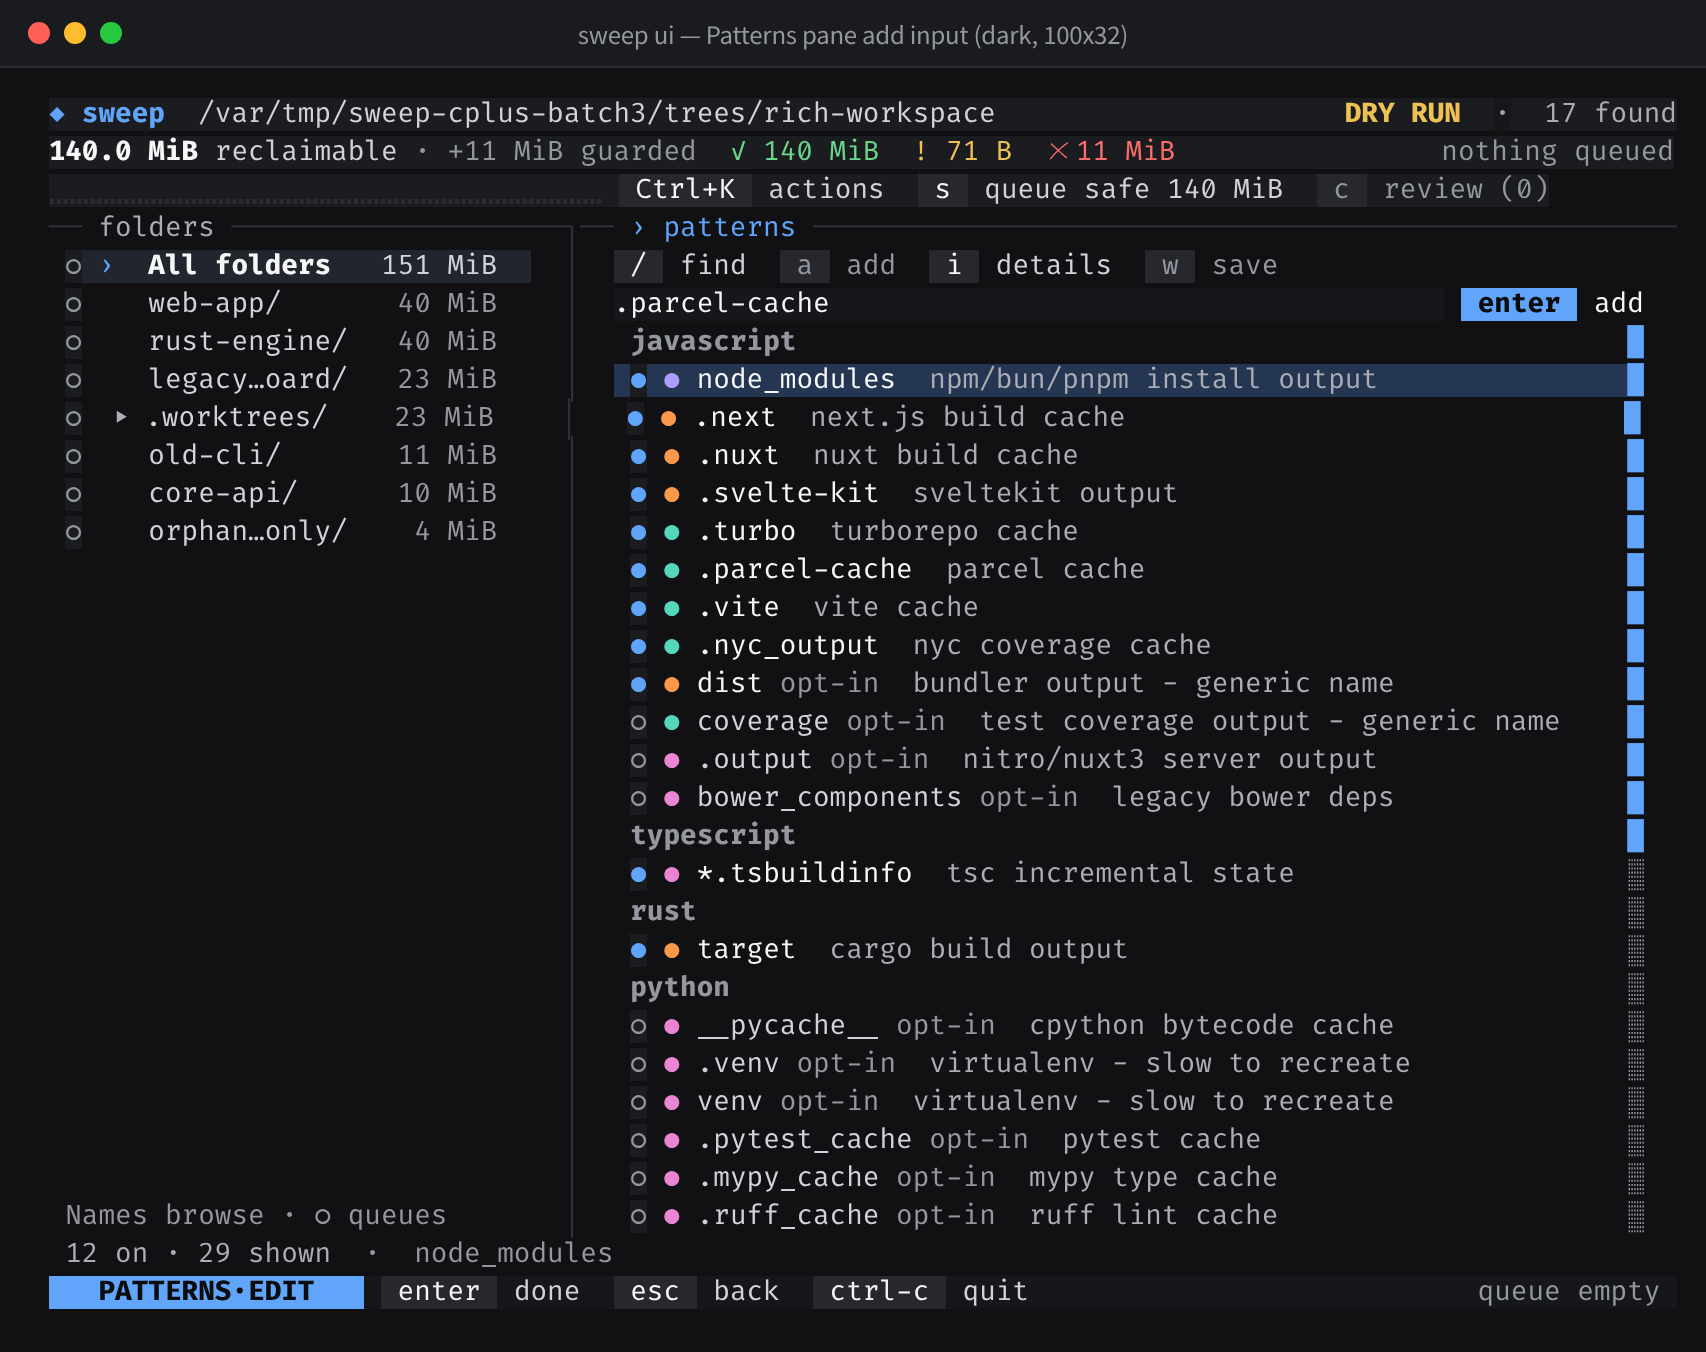 sweep ui — Patterns pane add input (dark, 100x32)
◆ sweep /var/tmp/sweep-cplus-batch3/trees/rich-workspace DRY RUN · 17 found
140.0 MiB reclaimable · +11 MiB guarded √ 140 MiB ! 71 B ✕ 11 MiB nothing queued
Ctrl+K actions s queue safe 140 MiB c review (0)
folders
○ › All folders 151 MiB
○ web-app/ 40 MiB
○ rust-engine/ 40 MiB
○ legacy…oard/ 23 MiB
○ ▸ .worktrees/ 23 MiB
○ old-cli/ 11 MiB
○ core-api/ 10 MiB
○ orphan…only/ 4 MiB
› patterns
/ find a add i details w save
.parcel-cache enter add
javascript
● ● node_modules npm/bun/pnpm install output
● ● .next next.js build cache
● ● .nuxt nuxt build cache
● ● .svelte-kit sveltekit output
● ● .turbo turborepo cache
● ● .parcel-cache parcel cache
● ● .vite vite cache
● ● .nyc_output nyc coverage cache
● ● dist opt-in bundler output - generic name
○ ● coverage opt-in test coverage output - generic name
○ ● .output opt-in nitro/nuxt3 server output
○ ● bower_components opt-in legacy bower deps
typescript
● ● *.tsbuildinfo tsc incremental state
rust
● ● target cargo build output
python
○ ● __pycache__ opt-in cpython bytecode cache
○ ● .venv opt-in virtualenv - slow to recreate
○ ● venv opt-in virtualenv - slow to recreate
○ ● .pytest_cache opt-in pytest cache
○ ● .mypy_cache opt-in mypy type cache
○ ● .ruff_cache opt-in ruff lint cache
Names browse · ○ queues
12 on · 29 shown · node_modules
PATTERNS·EDIT enter done esc back ctrl-c quit queue empty